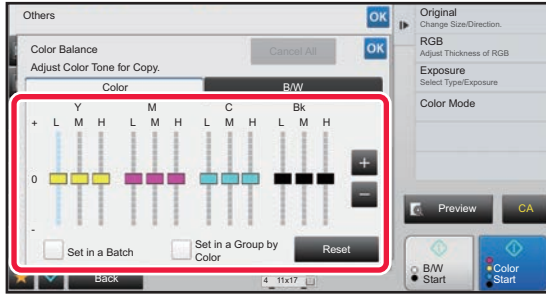 Others
OK
Color Balance
Cancel All
OK
Adjust Color Tone for Copy.
Color
B/W
Y M C Bk
+ L M H L M H L M H L M H
0
+
-
-
Set in a Batch
Set in a Group by
Color
Reset
Back
4 11x17
Original
Change Size/Direction.
RGB
Adjust Thickness of RGB
Exposure
Select Type/Exposure
Color Mode
Preview
CA
B/W
Start
Color
Start